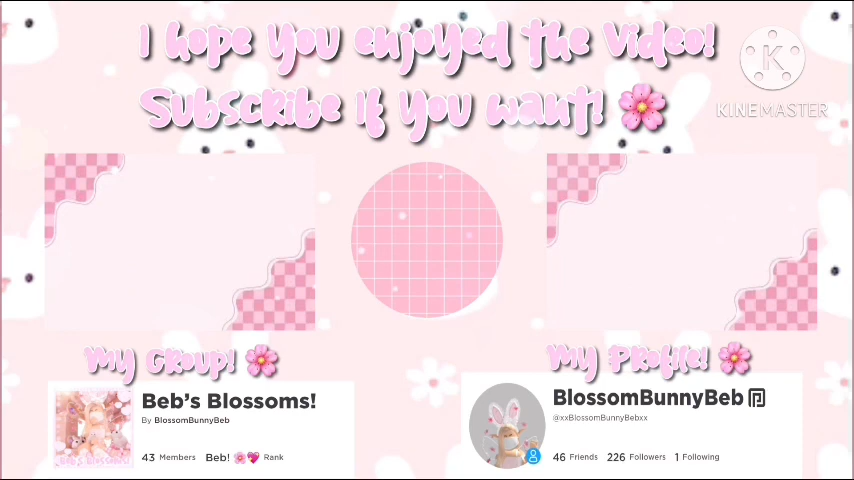 I hope You enjoyed the Video!
Subscribe If You want! 🌸
KINEMASTER
My Group! 🌸
Beb's Blossoms!
By BlossomBunnyBeb
43 Members Beb! 🌸💖 Rank
My Profile! 🌸
BlossomBunnyBeb
@xxBlossomBunnyBebxx
46 Friends 226 Followers 1 Following